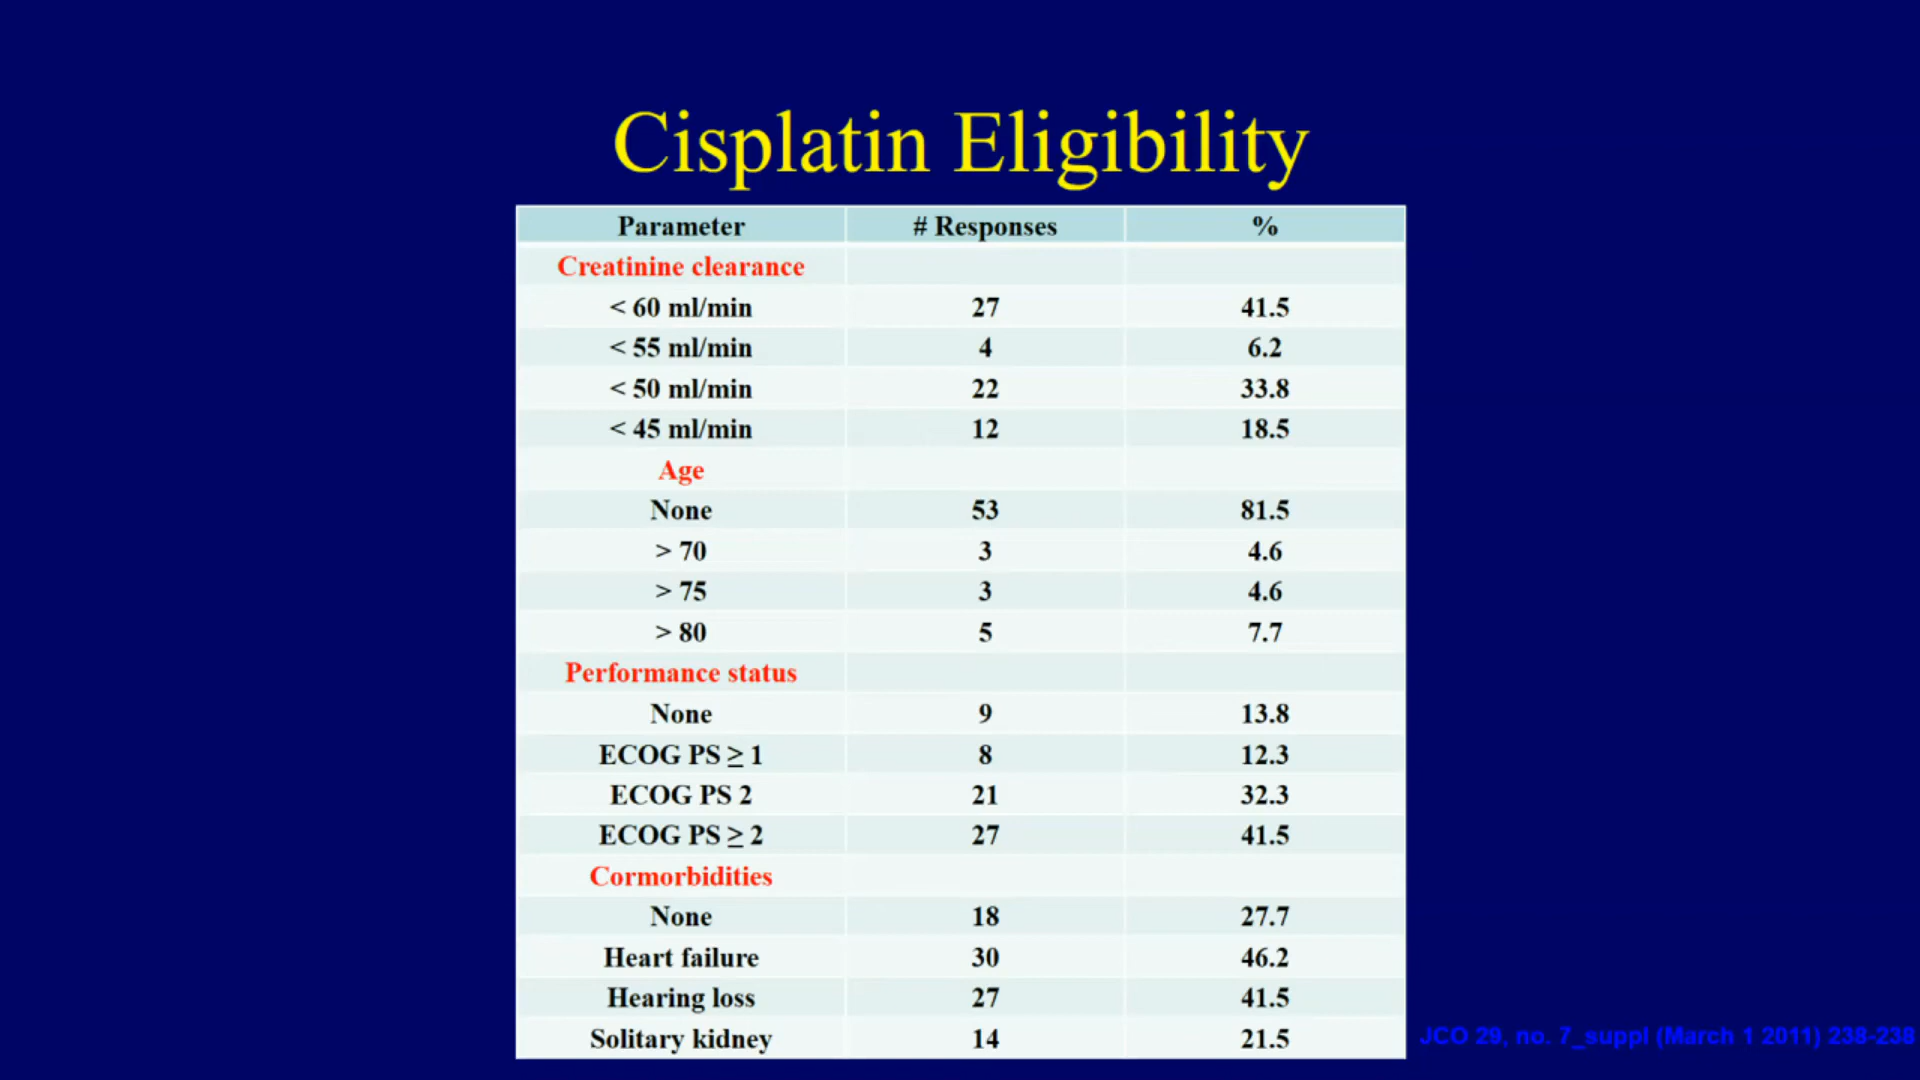 Cisplatin Eligibility
Parameter # Responses %
Creatinine clearance
< 60 ml/min 27 41.5
< 55 ml/min 4 6.2
< 50 ml/min 22 33.8
< 45 ml/min 12 18.5
Age
None 53 81.5
> 70 3 4.6
> 75 3 4.6
> 80 5 7.7
Performance status
None 9 13.8
ECOG PS ≥ 1 8 12.3
ECOG PS 2 21 32.3
ECOG PS ≥ 2 27 41.5
Cormorbidities
None 18 27.7
Heart failure 30 46.2
Hearing loss 27 41.5
Solitary kidney 14 21.5
JCO 29, no. 7_suppl (March 1 2011) 238-238